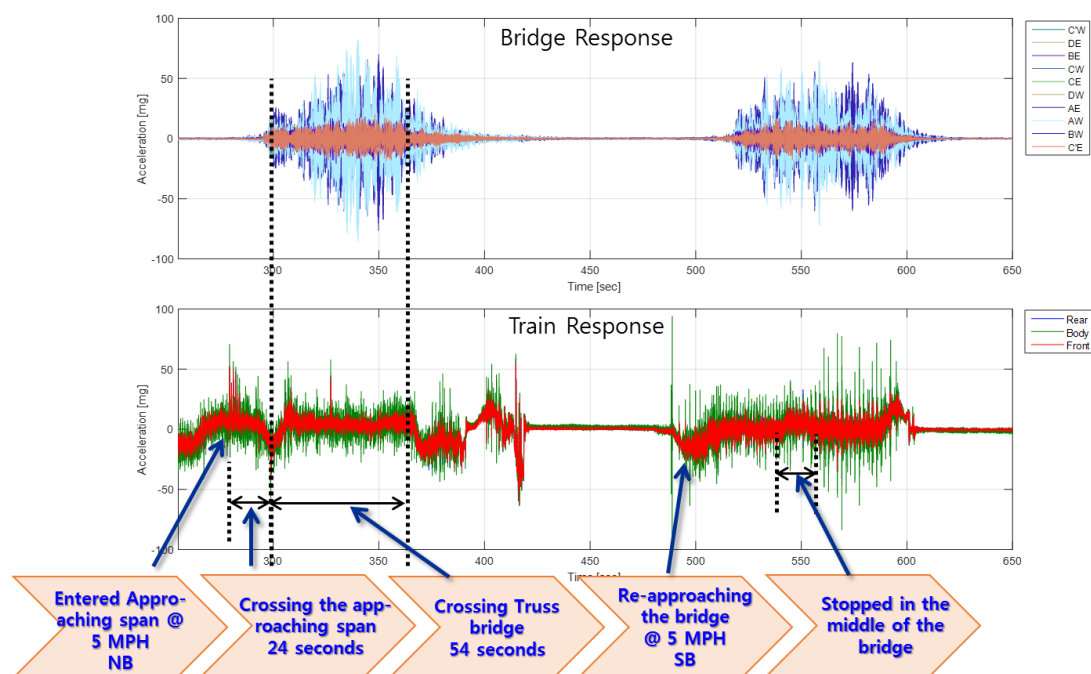 Bridge Response
100
50
0
-50
-100
Acceleration [mg]
300
350
400
450
500
550
600
650
Time [sec]
C'W
DE
BE
CW
CE
DW
AE
AW
BW
C'E
Train Response
100
50
0
-50
-100
Acceleration [mg]
300
350
400
450
500
550
600
650
Time [sec]
Rear
Body
Front
Entered Appro-
aching span @
5 MPH
NB
Crossing the app-
roaching span
24 seconds
Crossing Truss
bridge
54 seconds
Re-approaching
the bridge
@ 5 MPH
SB
Stopped in the
middle of the
bridge